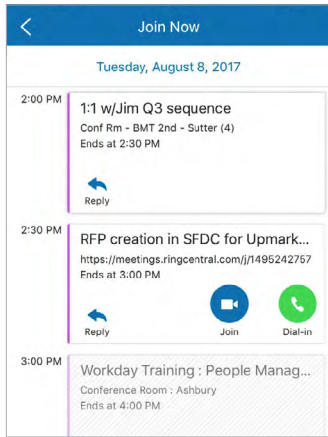 Join Now
Tuesday, August 8, 2017
2:00 PM
1:1 w/Jim Q3 sequence
Conf Rm - BMT 2nd - Sutter (4)
Ends at 2:30 PM
Reply
2:30 PM
RFP creation in SFDC for Upmark...
https://meetings.ringcentral.com/j/1495242757
Ends at 3:00 PM
Reply
Join
Dial-in
3:00 PM
Workday Training : People Manag...
Conference Room : Ashbury
Ends at 4:00 PM